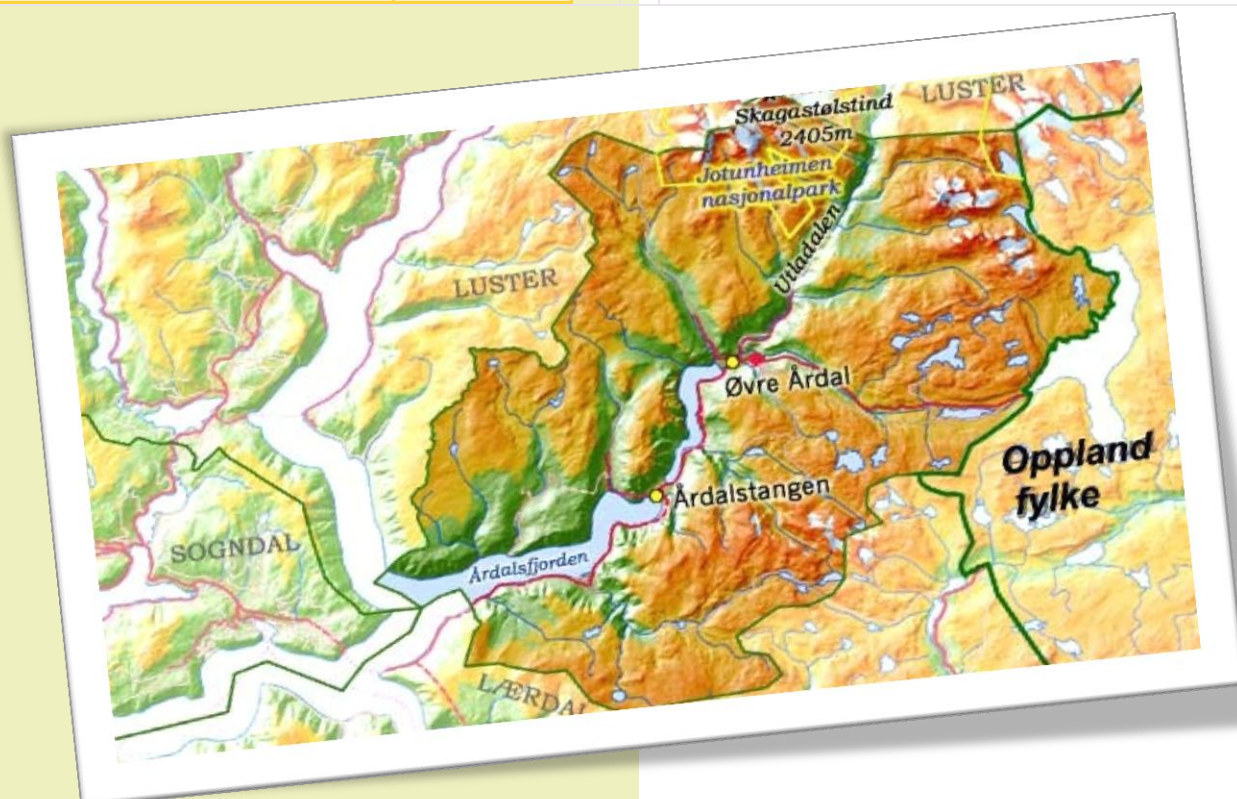 LUSTER
Skagastølstind
2405m
Jotunheimen
nasjonalpark
Utladalen
LUSTER
Øvre Årdal
Oppland
fylke
Årdalstangen
SOGNDAL
Årdalsfjorden
LÆRDAL